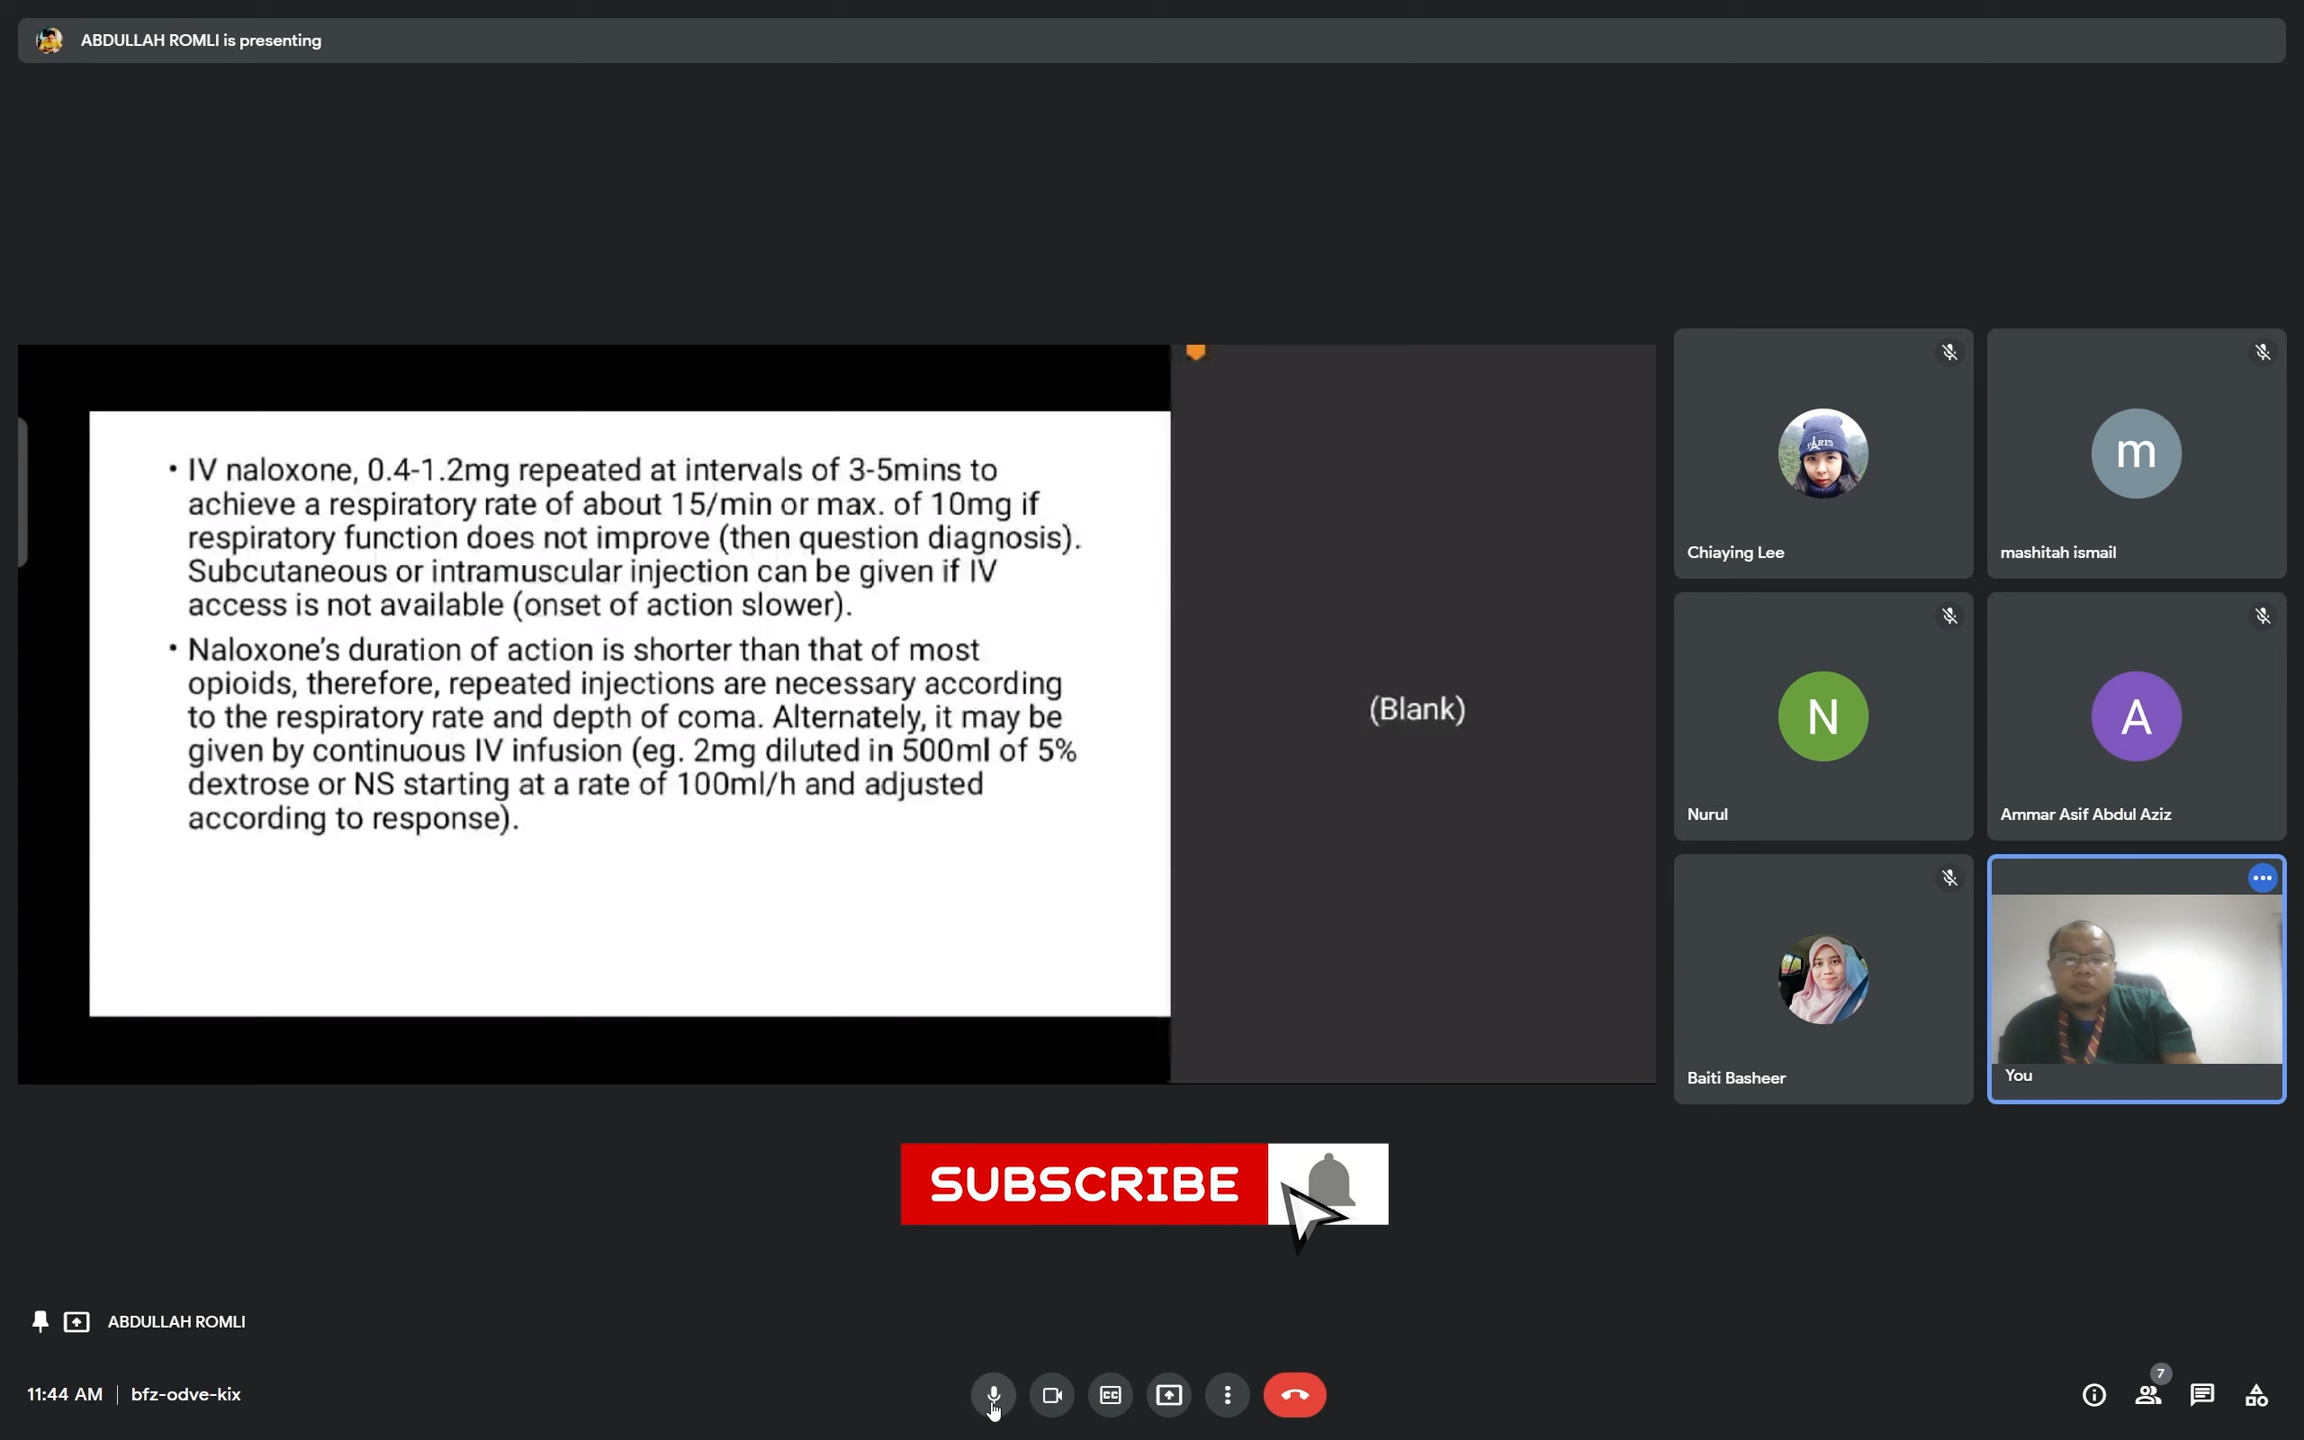 ABDULLAH ROMLI is presenting
• IV naloxone, 0.4-1.2mg repeated at intervals of 3-5mins to
achieve a respiratory rate of about 15/min or max. of 10mg if
respiratory function does not improve (then question diagnosis).
Subcutaneous or intramuscular injection can be given if IV
access is not available (onset of action slower).
• Naloxone’s duration of action is shorter than that of most
opioids, therefore, repeated injections are necessary according
to the respiratory rate and depth of coma. Alternately, it may be
given by continuous IV infusion (eg. 2mg diluted in 500ml of 5%
dextrose or NS starting at a rate of 100ml/h and adjusted
according to response).
(Blank)
PARIS
Chiaying Lee
m
mashitah ismail
N
Nurul
A
Ammar Asif Abdul Aziz
Baiti Basheer
You
SUBSCRIBE
ABDULLAH ROMLI
11:44 AM | bfz-odve-kix
CC
7